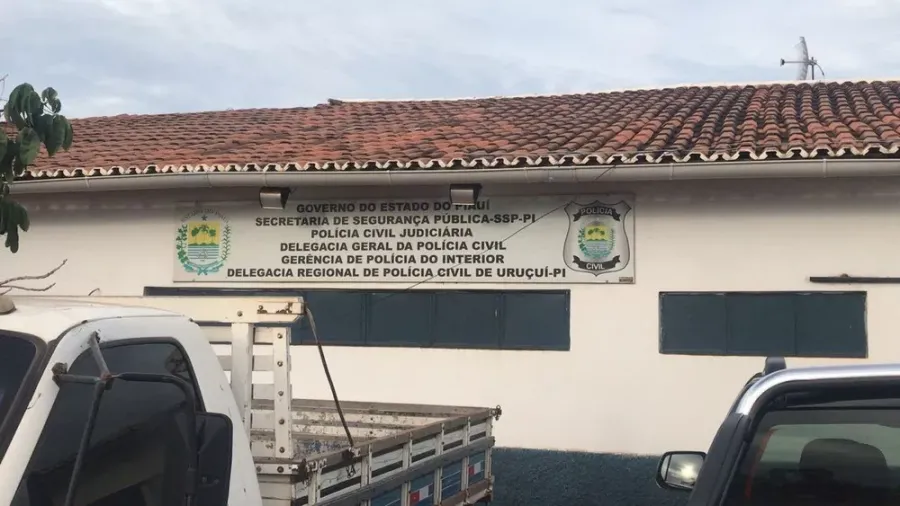 GOVERNO DO ESTADO DO PIAUÍ
SECRETARIA DE SEGURANÇA PÚBLICA-SSP-PI
POLÍCIA CIVIL JUDICIÁRIA
DELEGACIA GERAL DA POLÍCIA CIVIL
GERÊNCIA DE POLÍCIA DO INTERIOR
DELEGACIA REGIONAL DE POLÍCIA CIVIL DE URUÇUÍ-PI
POLICIA
CIVIL